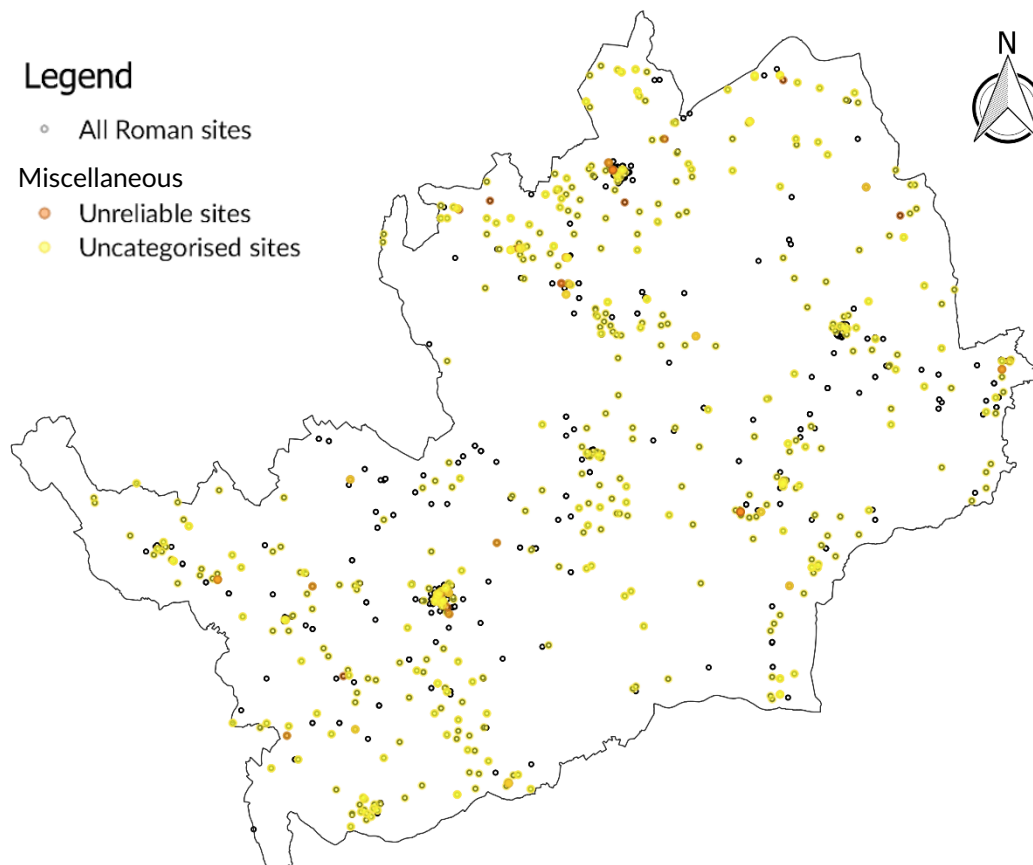 Legend
All Roman sites
Miscellaneous
Unreliable sites
Uncategorised sites
N